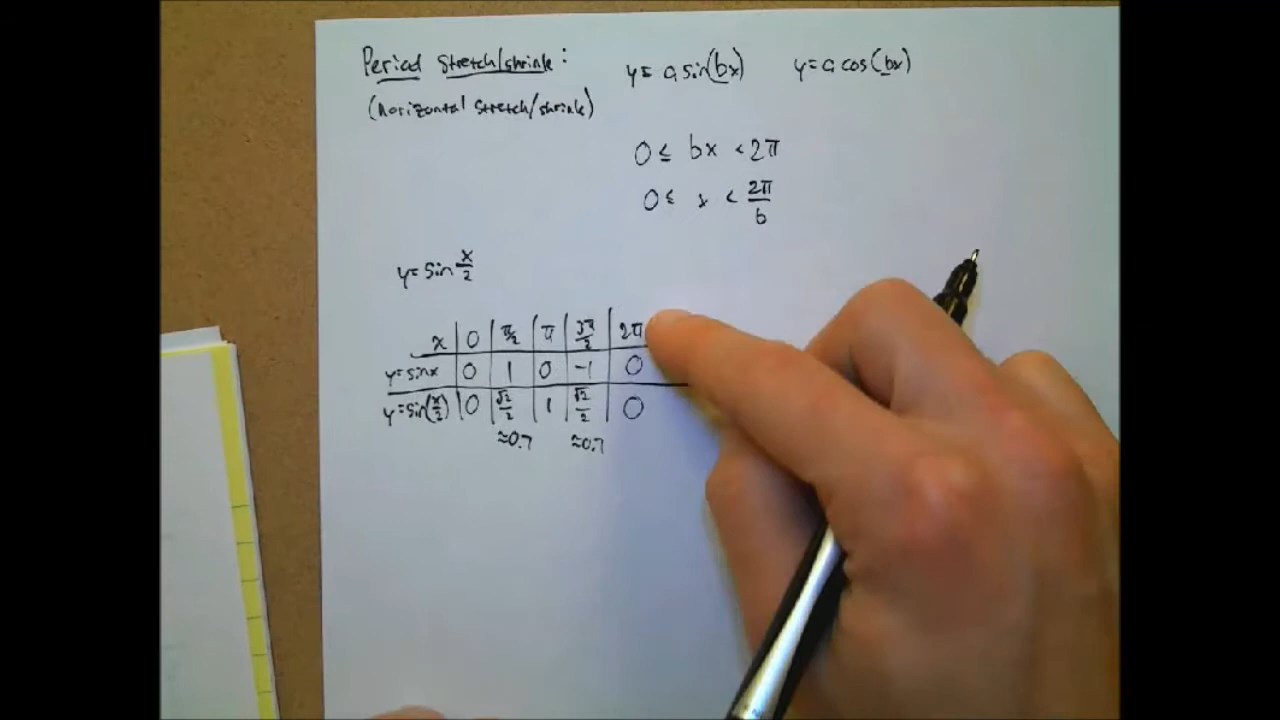 Period stretch/shrink: y= a sin(bx) y= a cos(bx)
(horizontal stretch/shrink)
0 ≤ bx < 2π
0 ≤ x < 2π/b
y= sin x/2
x | 0 | π/2 | π | 3π/2 | 2π
y=sinx | 0 | 1 | 0 | -1 | 0
y=sin(x/2) | 0 | √2/2 | 1 | √2/2 | 0
≈0.7 ≈0.7